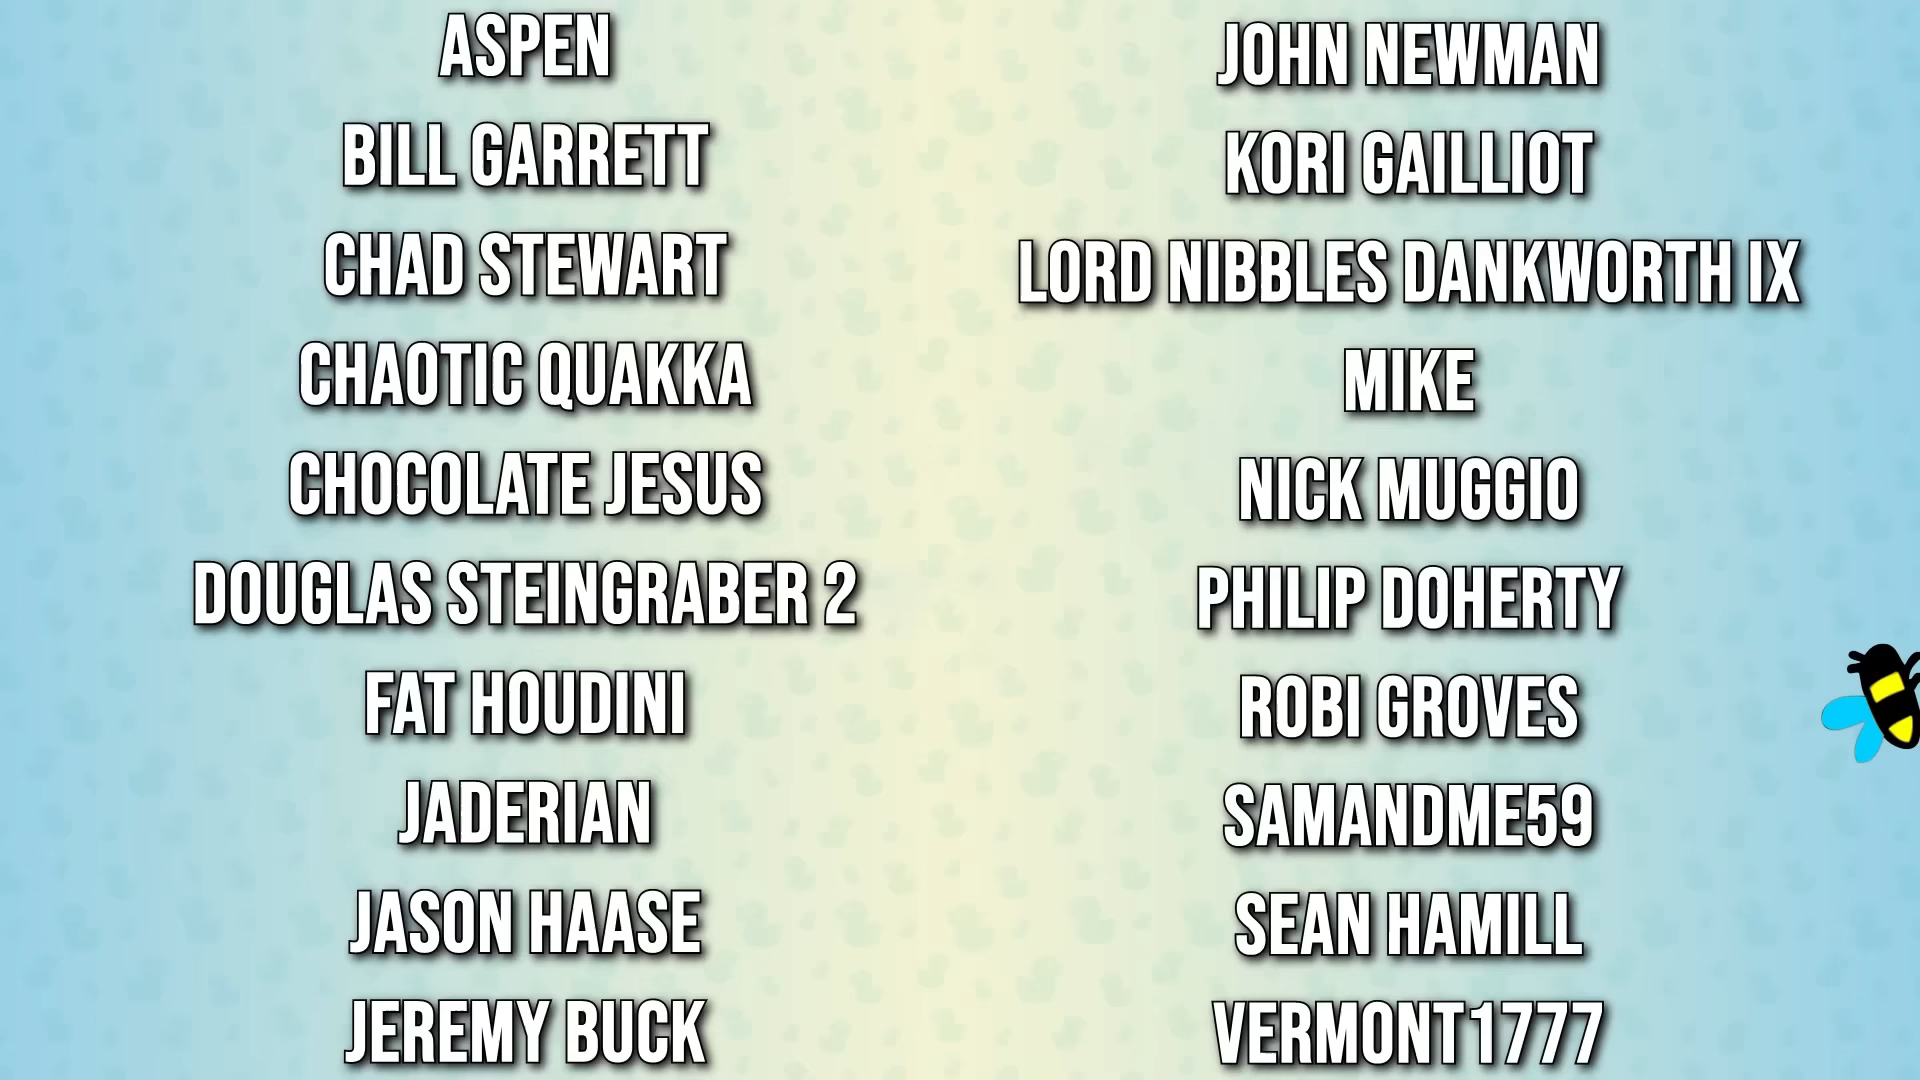 ASPEN
BILL GARRETT
CHAD STEWART
CHAOTIC QUAKKA
CHOCOLATE JESUS
DOUGLAS STEINGRABER 2
FAT HOUDINI
JADERIAN
JASON HAASE
JEREMY BUCK
JOHN NEWMAN
KORI GAILLIOT
LORD NIBBLES DANKWORTH IX
MIKE
NICK MUGGIO
PHILIP DOHERTY
ROBI GROVES
SAMANDME59
SEAN HAMILL
VERMONT1777